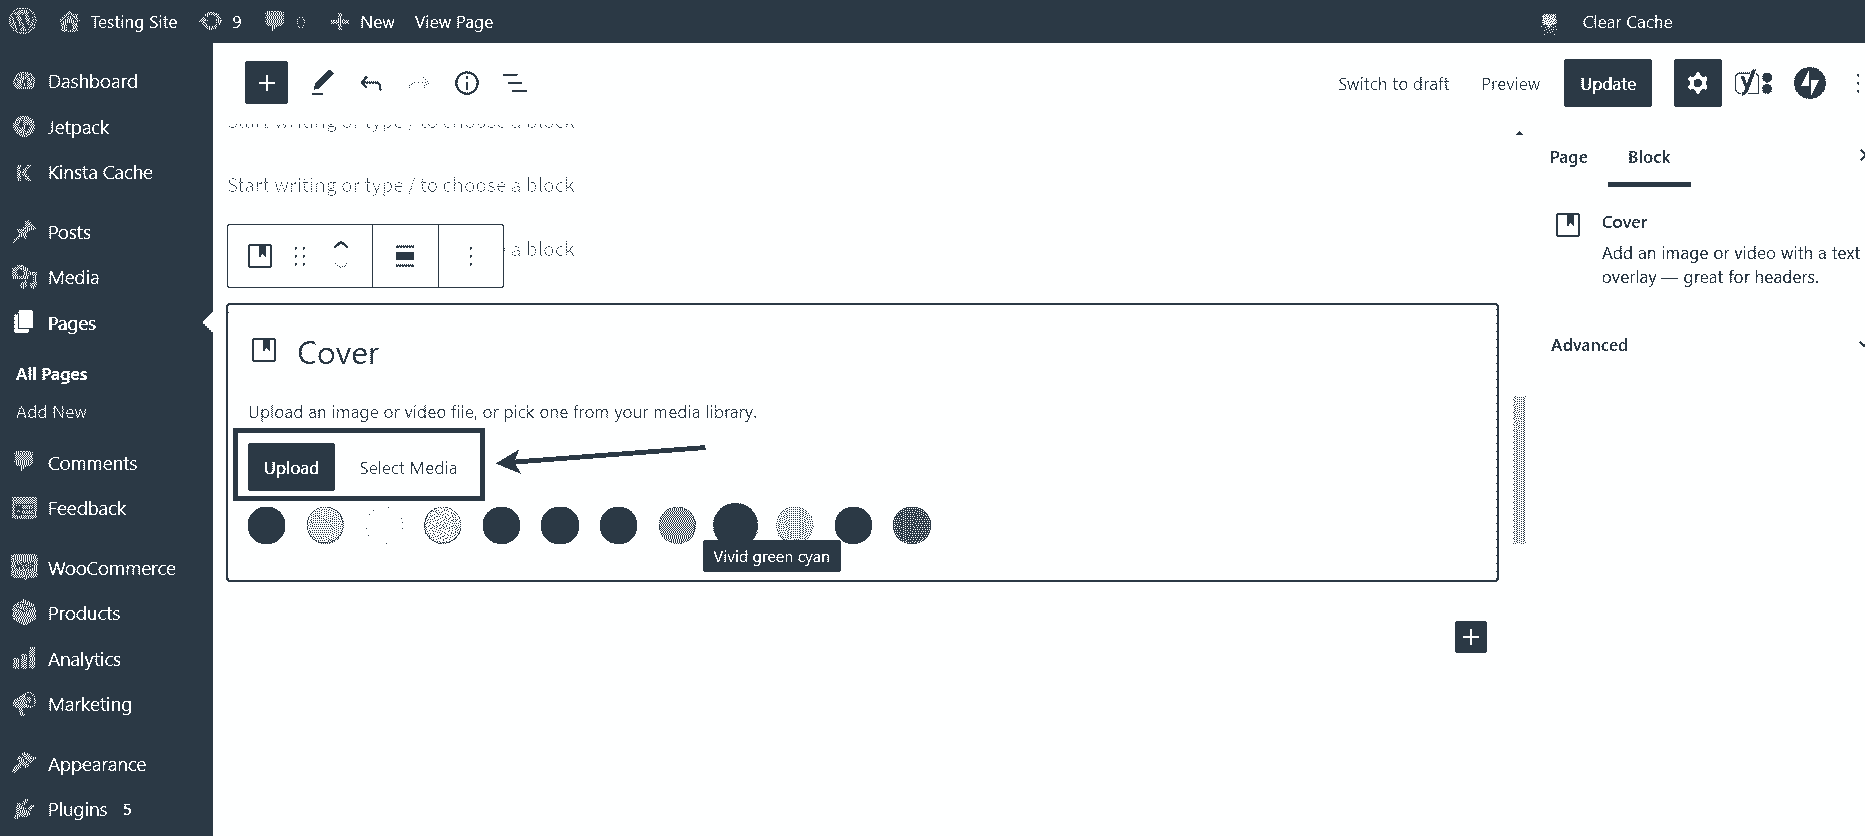 Testing Site 9 0 New View Page Clear Cache
Dashboard
Jetpack
Kinsta Cache
Posts
Media
Pages
All Pages
Add New
Comments
Feedback
WooCommerce
Products
Analytics
Marketing
Appearance
Plugins 5
Switch to draft Preview Update
Start writing or type / to choose a block
Start writing or type / to choose a block
a block
Cover
Upload an image or video file, or pick one from your media library.
Upload Select Media
Vivid green cyan
Page Block
Cover
Add an image or video with a text
overlay — great for headers.
Advanced